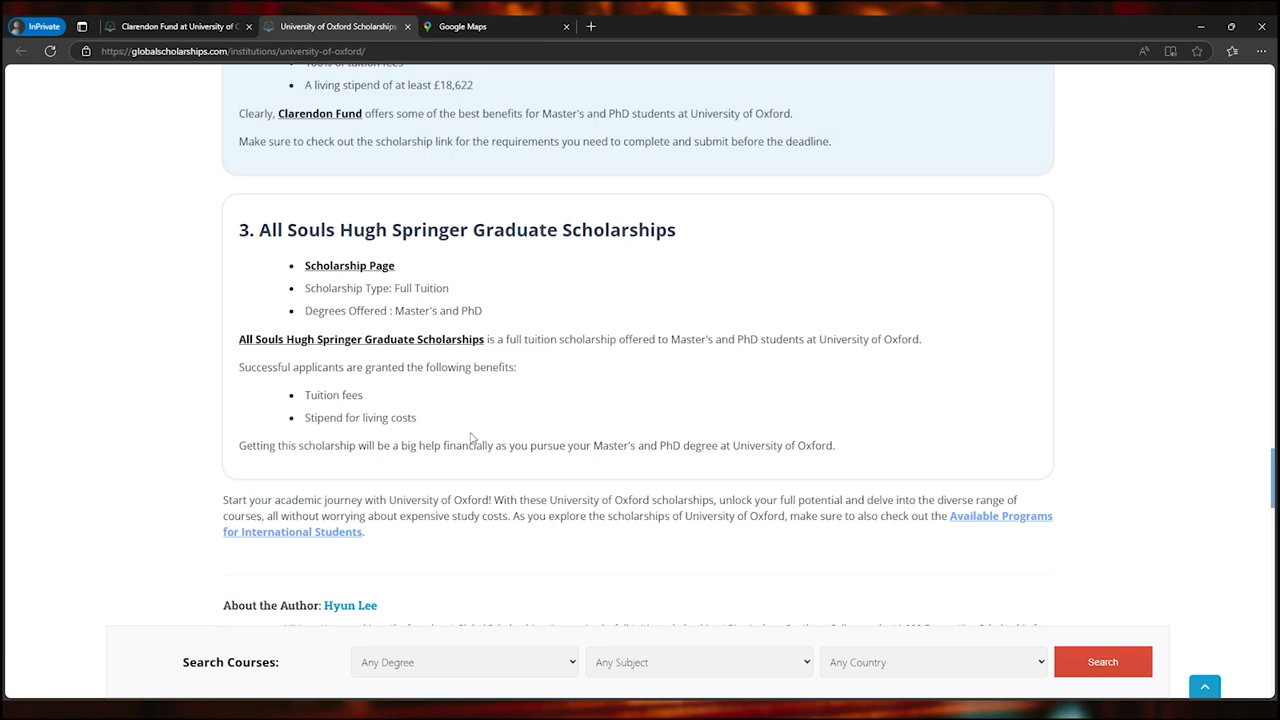 InPrivate
Clarendon Fund at University of O
University of Oxford Scholarships
Google Maps
https://globalscholarships.com/institutions/university-of-oxford/
100% of tuition fees
A living stipend of at least £18,622
Clearly, Clarendon Fund offers some of the best benefits for Master's and PhD students at University of Oxford.
Make sure to check out the scholarship link for the requirements you need to complete and submit before the deadline.
3. All Souls Hugh Springer Graduate Scholarships
Scholarship Page
Scholarship Type: Full Tuition
Degrees Offered : Master's and PhD
All Souls Hugh Springer Graduate Scholarships is a full tuition scholarship offered to Master's and PhD students at University of Oxford.
Successful applicants are granted the following benefits:
Tuition fees
Stipend for living costs
Getting this scholarship will be a big help financially as you pursue your Master's and PhD degree at University of Oxford.
Start your academic journey with University of Oxford! With these University of Oxford scholarships, unlock your full potential and delve into the diverse range of
courses, all without worrying about expensive study costs. As you explore the scholarships of University of Oxford, make sure to also check out the Available Programs
for International Students.
About the Author: Hyun Lee
Search Courses:
Any Degree
Any Subject
Any Country
Search